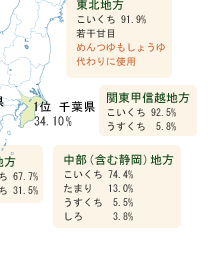 東北地方
こいくち 91.9%
若干甘目
めんつゆもしょうゆ
代わりに使用
県
1位 千葉県
34.10%
関東甲信越地方
こいくち 92.5%
うすくち 5.8%
地方
ち 67.7%
ち 31.5%
中部(含む静岡)地方
こいくち 74.4%
たまり 13.0%
うすくち 5.5%
しろ 3.8%